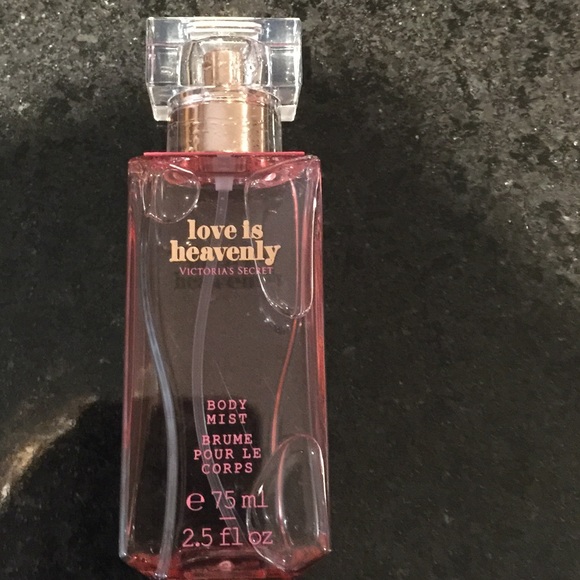 love is
heavenly
VICTORIA'S SECRET
BODY
MIST
BRUME
POUR LE
CORPS
e 75 ml
2.5 fl oz